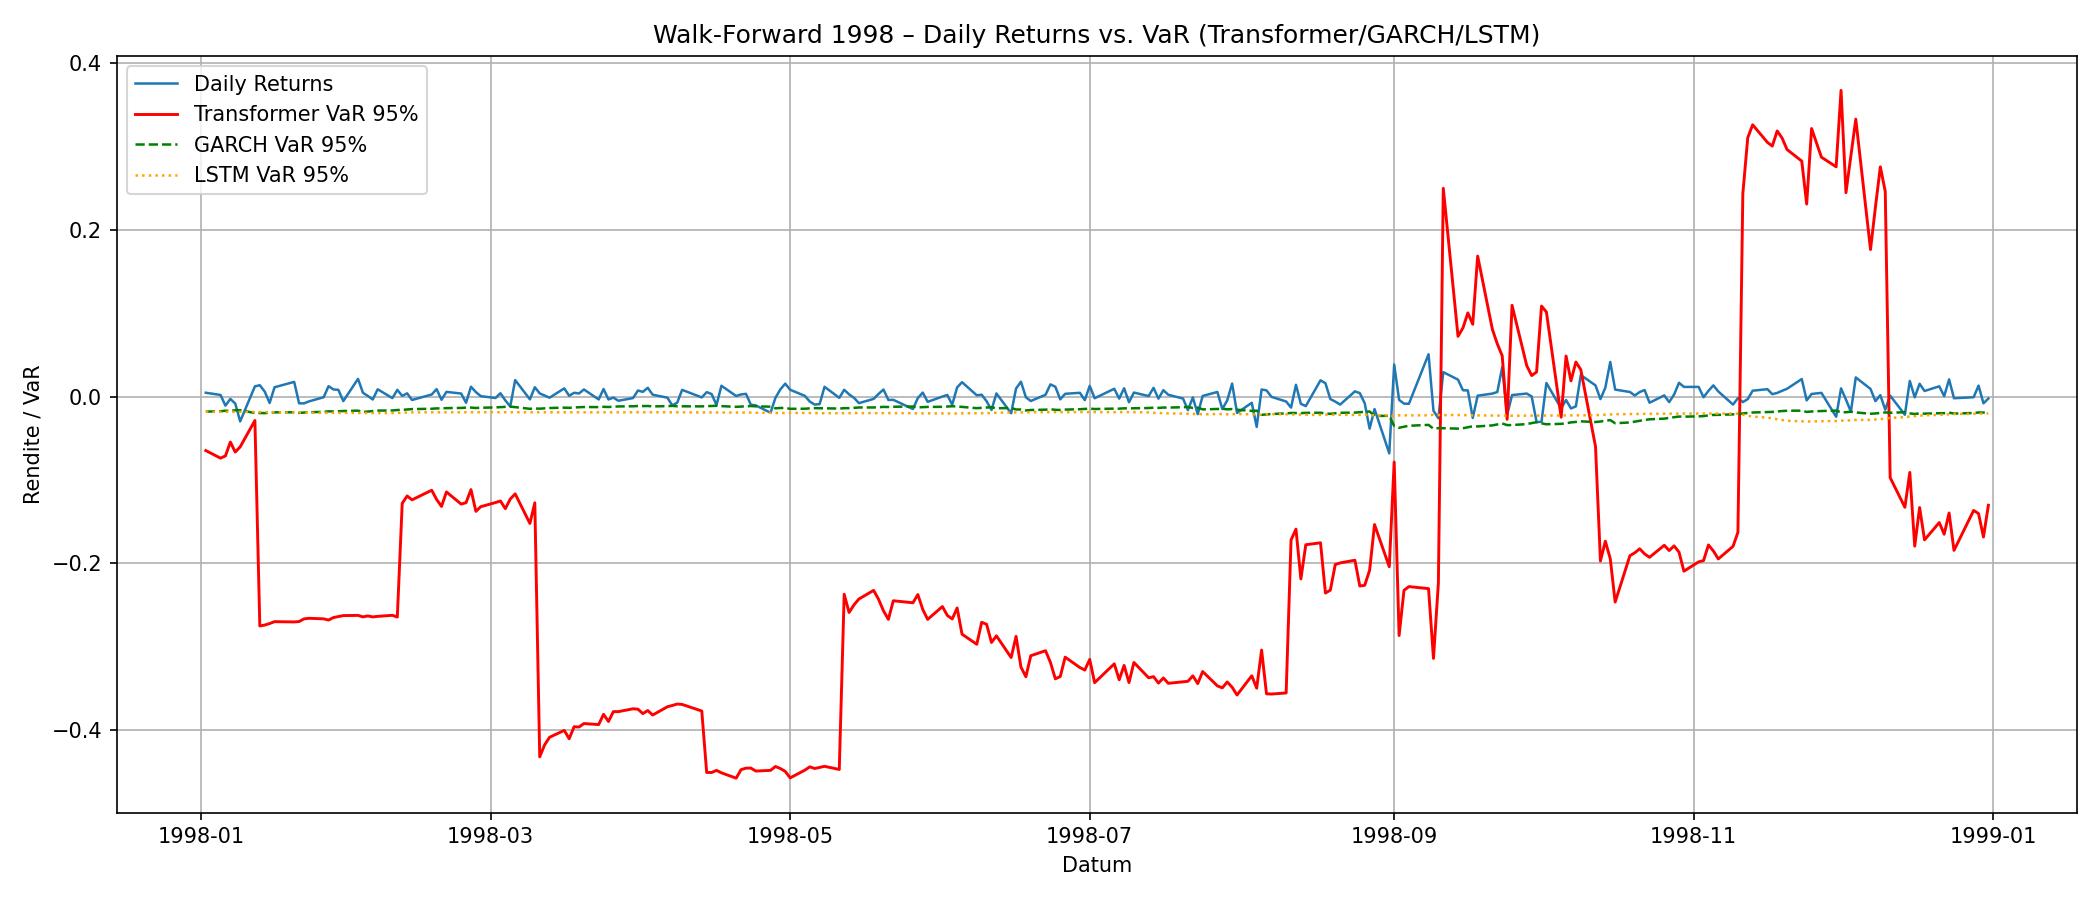 Walk-Forward 1998 – Daily Returns vs. VaR (Transformer/GARCH/LSTM)
Daily Returns
Transformer VaR 95%
GARCH VaR 95%
LSTM VaR 95%
Rendite / VaR
0.4
0.2
0.0
−0.2
−0.4
1998-01 1998-03 1998-05 1998-07 1998-09 1998-11 1999-01
Datum